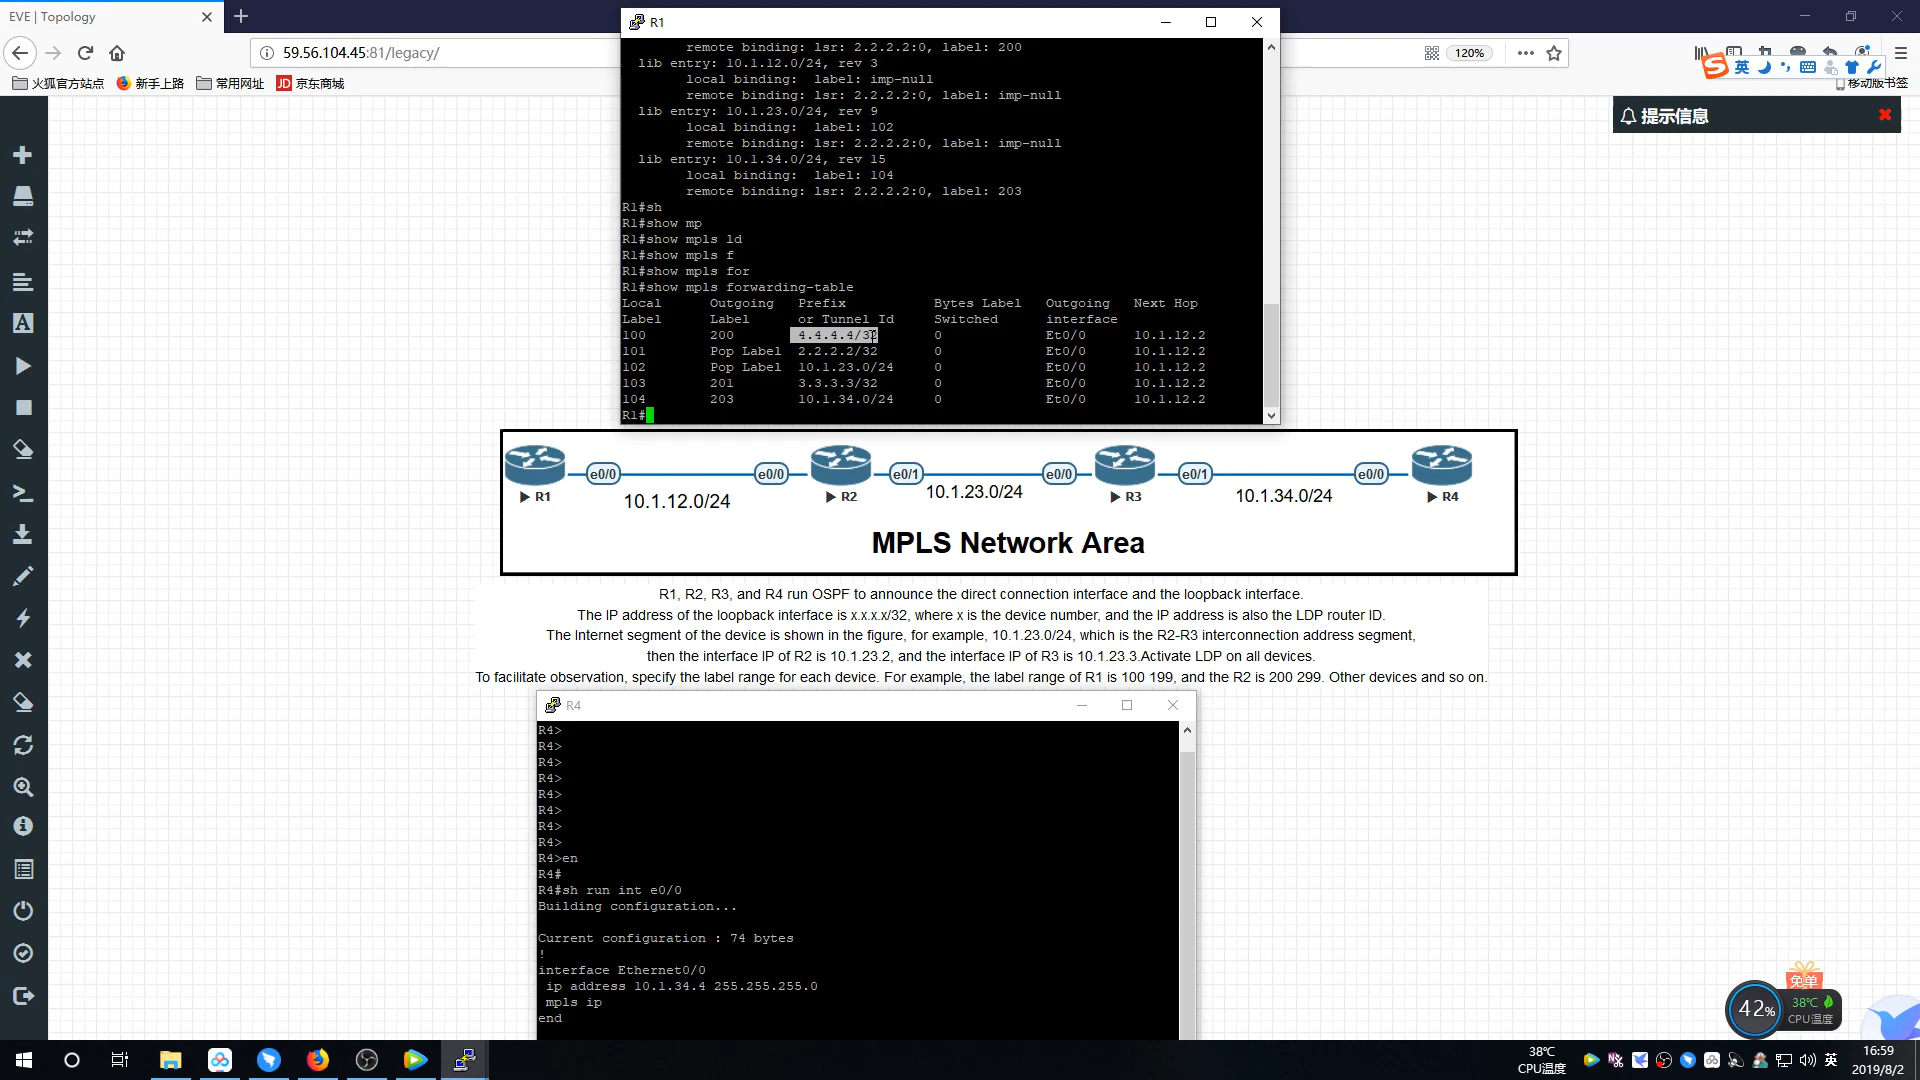 EVE | Topology
R1
59.56.104.45:81/legacy/
120%
火狐官方站点
新手上路
常用网址
JD
京东商城
英
移动版书签
提示信息
remote binding: lsr: 2.2.2.2:0, label: 200
lib entry: 10.1.12.0/24, rev 3
local binding:  label: imp-null
remote binding: lsr: 2.2.2.2:0, label: imp-null
lib entry: 10.1.23.0/24, rev 9
local binding:  label: 102
remote binding: lsr: 2.2.2.2:0, label: imp-null
lib entry: 10.1.34.0/24, rev 15
local binding:  label: 104
remote binding: lsr: 2.2.2.2:0, label: 203
R1#sh
R1#show mp
R1#show mpls ld
R1#show mpls f
R1#show mpls for
R1#show mpls forwarding-table
Local Outgoing Prefix Bytes Label Outgoing Next Hop
Label Label or Tunnel Id Switched interface
100 200 4.4.4.4/32 0 Et0/0 10.1.12.2
101 Pop Label 2.2.2.2/32 0 Et0/0 10.1.12.2
102 Pop Label 10.1.23.0/24 0 Et0/0 10.1.12.2
103 201 3.3.3.3/32 0 Et0/0 10.1.12.2
104 203 10.1.34.0/24 0 Et0/0 10.1.12.2
R1#
e0/0 e0/0 e0/1 e0/0 e0/1 e0/0
R1 10.1.12.0/24 R2 10.1.23.0/24 R3 10.1.34.0/24 R4
MPLS Network Area
R1, R2, R3, and R4 run OSPF to announce the direct connection interface and the loopback interface.
The IP address of the loopback interface is x.x.x.x/32, where x is the device number, and the IP address is also the LDP router ID.
The Internet segment of the device is shown in the figure, for example, 10.1.23.0/24, which is the R2-R3 interconnection address segment,
then the interface IP of R2 is 10.1.23.2, and the interface IP of R3 is 10.1.23.3.Activate LDP on all devices.
To facilitate observation, specify the label range for each device. For example, the label range of R1 is 100 199, and the R2 is 200 299. Other devices and so on.
R4
R4>
R4>
R4>
R4>
R4>
R4>
R4>
R4>
R4>en
R4#
R4#sh run int e0/0
Building configuration...
Current configuration : 74 bytes
!
interface Ethernet0/0
ip address 10.1.34.4 255.255.255.0
mpls ip
end
免单
42%
38℃
CPU温度
38℃
CPU温度
英
16:59
2019/8/2